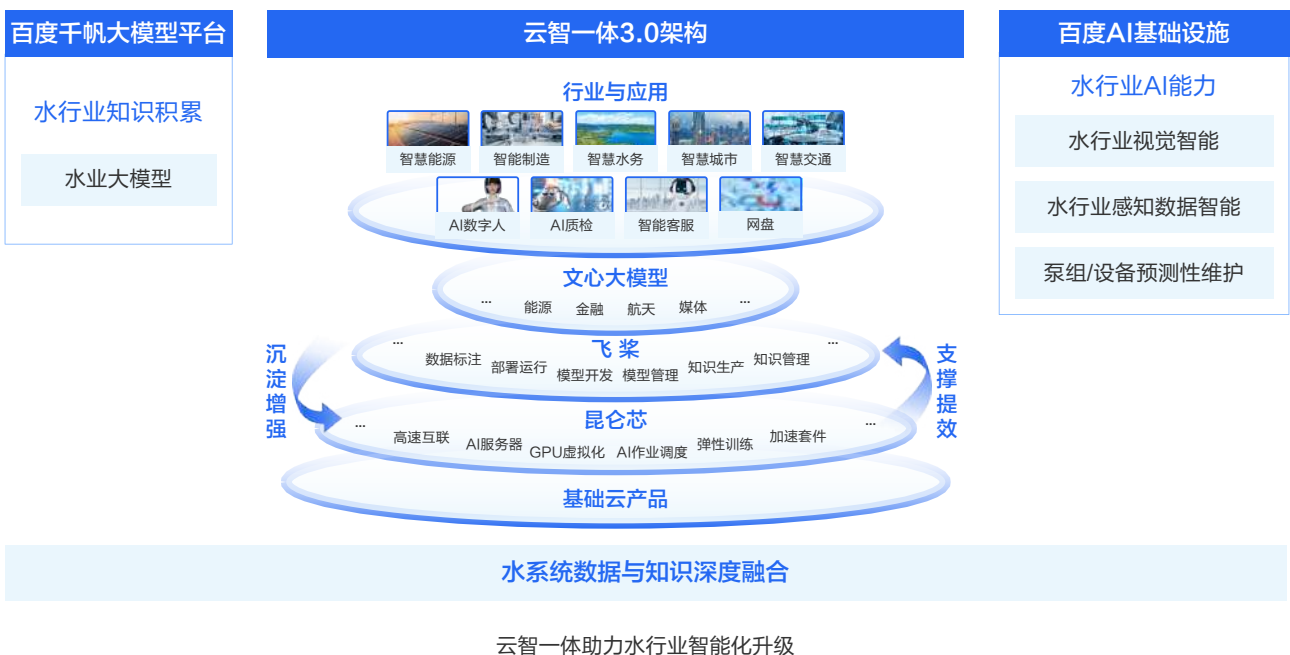 百度千帆大模型平台
水行业知识积累
水业大模型
云智一体3.0架构
行业与应用
智慧能源 智能制造 智慧水务 智慧城市 智慧交通
AI数字人 AI质检 智能客服 网盘
文心大模型
... 能源 金融 航天 媒体 ...
飞桨
... 数据标注 部署运行 模型开发 模型管理 知识生产 知识管理 ...
昆仑芯
... 高速互联 AI服务器 GPU虚拟化 AI作业调度 弹性训练 加速套件 ...
基础云产品
沉淀增强
支撑提效
百度AI基础设施
水行业AI能力
水行业视觉智能
水行业感知数据智能
泵组/设备预测性维护
水系统数据与知识深度融合
云智一体助力水行业智能化升级